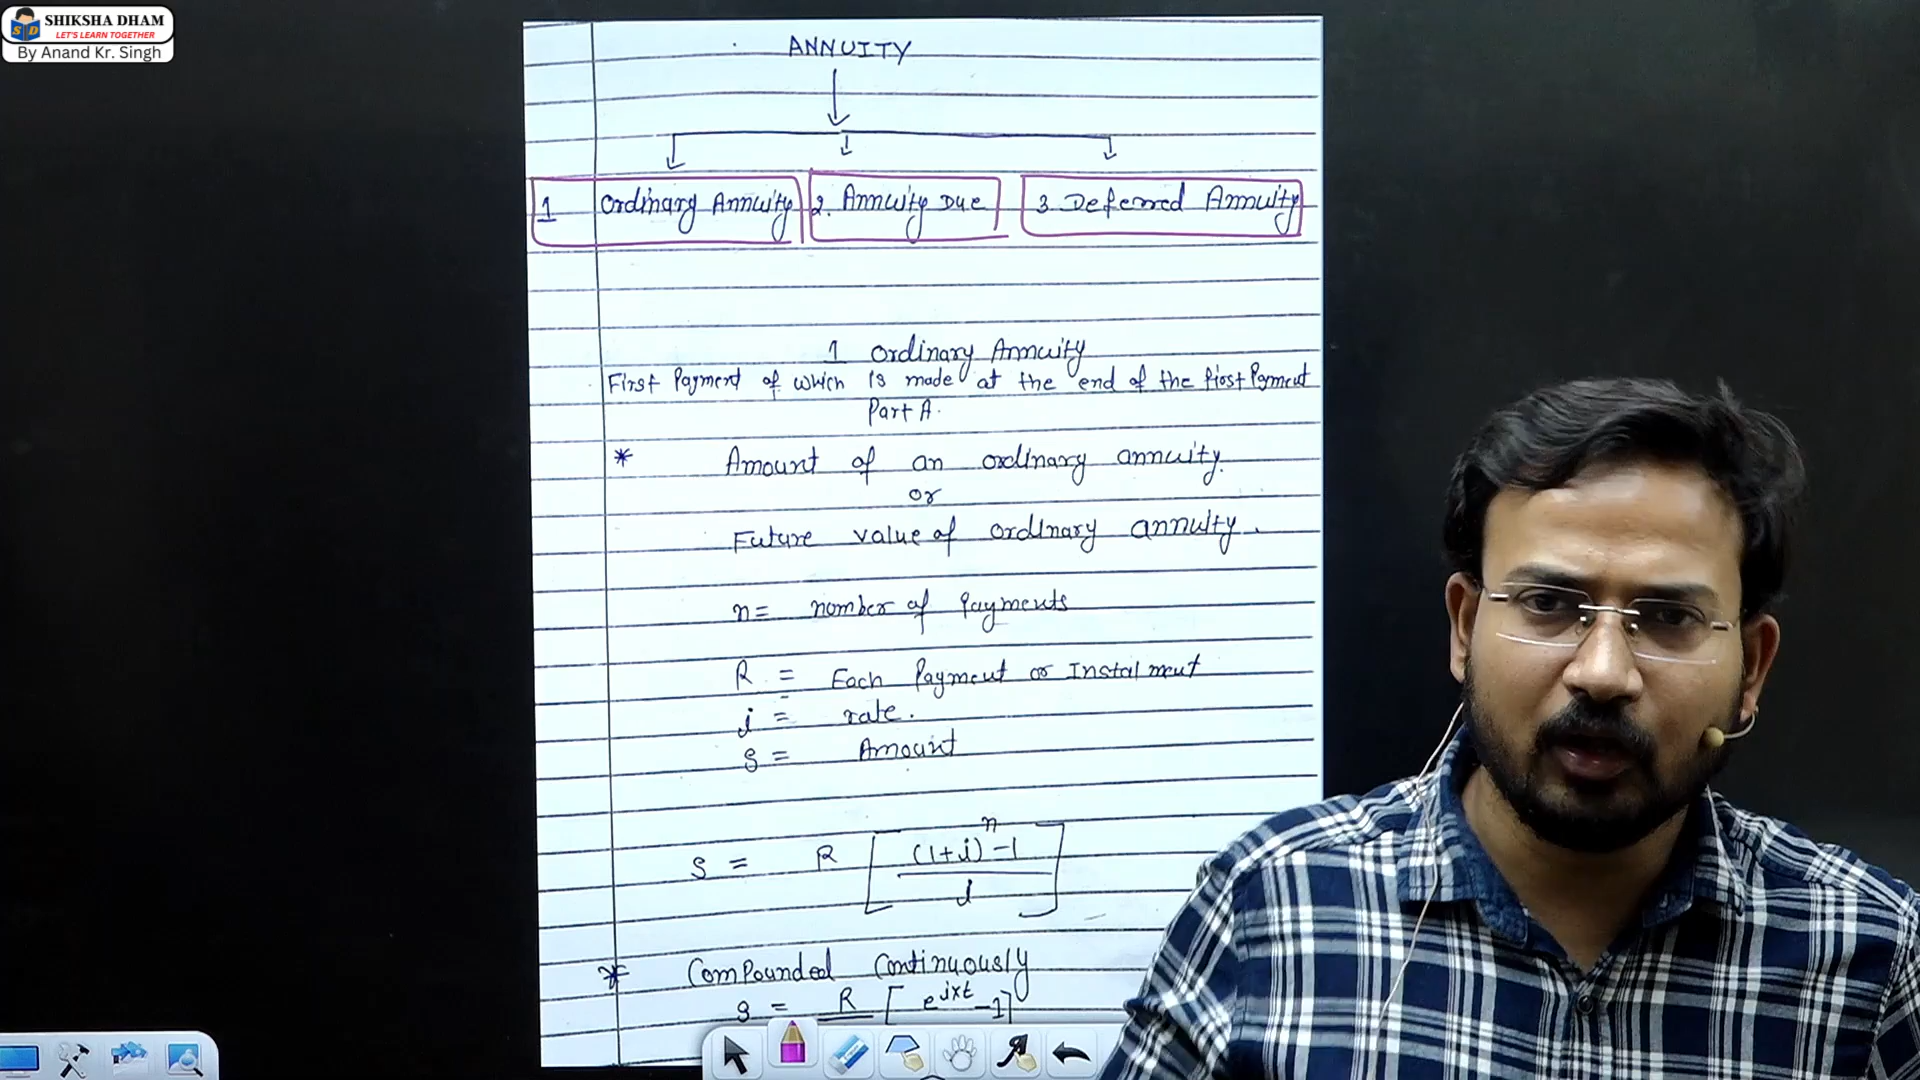 SHIKSHA DHAM
LET'S LEARN TOGETHER
By Anand Kr. Singh
ANNUITY
1 Ordinary Annuity 2. Annuity Due 3 Deferred Annuity
1 Ordinary Annuity
First Payment of which is made at the end of the first Payment
Part A.
* Amount of an ordinary annuity.
or
Future value of ordinary annuity.
n = number of payments
R = Each Payment or Instalment
i = rate.
S = Amount
S = R [ (1+i)^n - 1 / i ]
* Compounded Continuously
S = R [ e^{i×t} - 1 ]